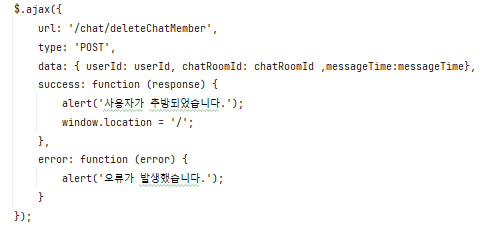 $.ajax({
    url: '/chat/deleteChatMember',
    type: 'POST',
    data: { userId: userId, chatRoomId: chatRoomId ,messageTime:messageTime},
    success: function (response) {
        alert('사용자가 추방되었습니다.');
        window.location = '/';
    },
    error: function (error) {
        alert('오류가 발생했습니다.');
    }
});